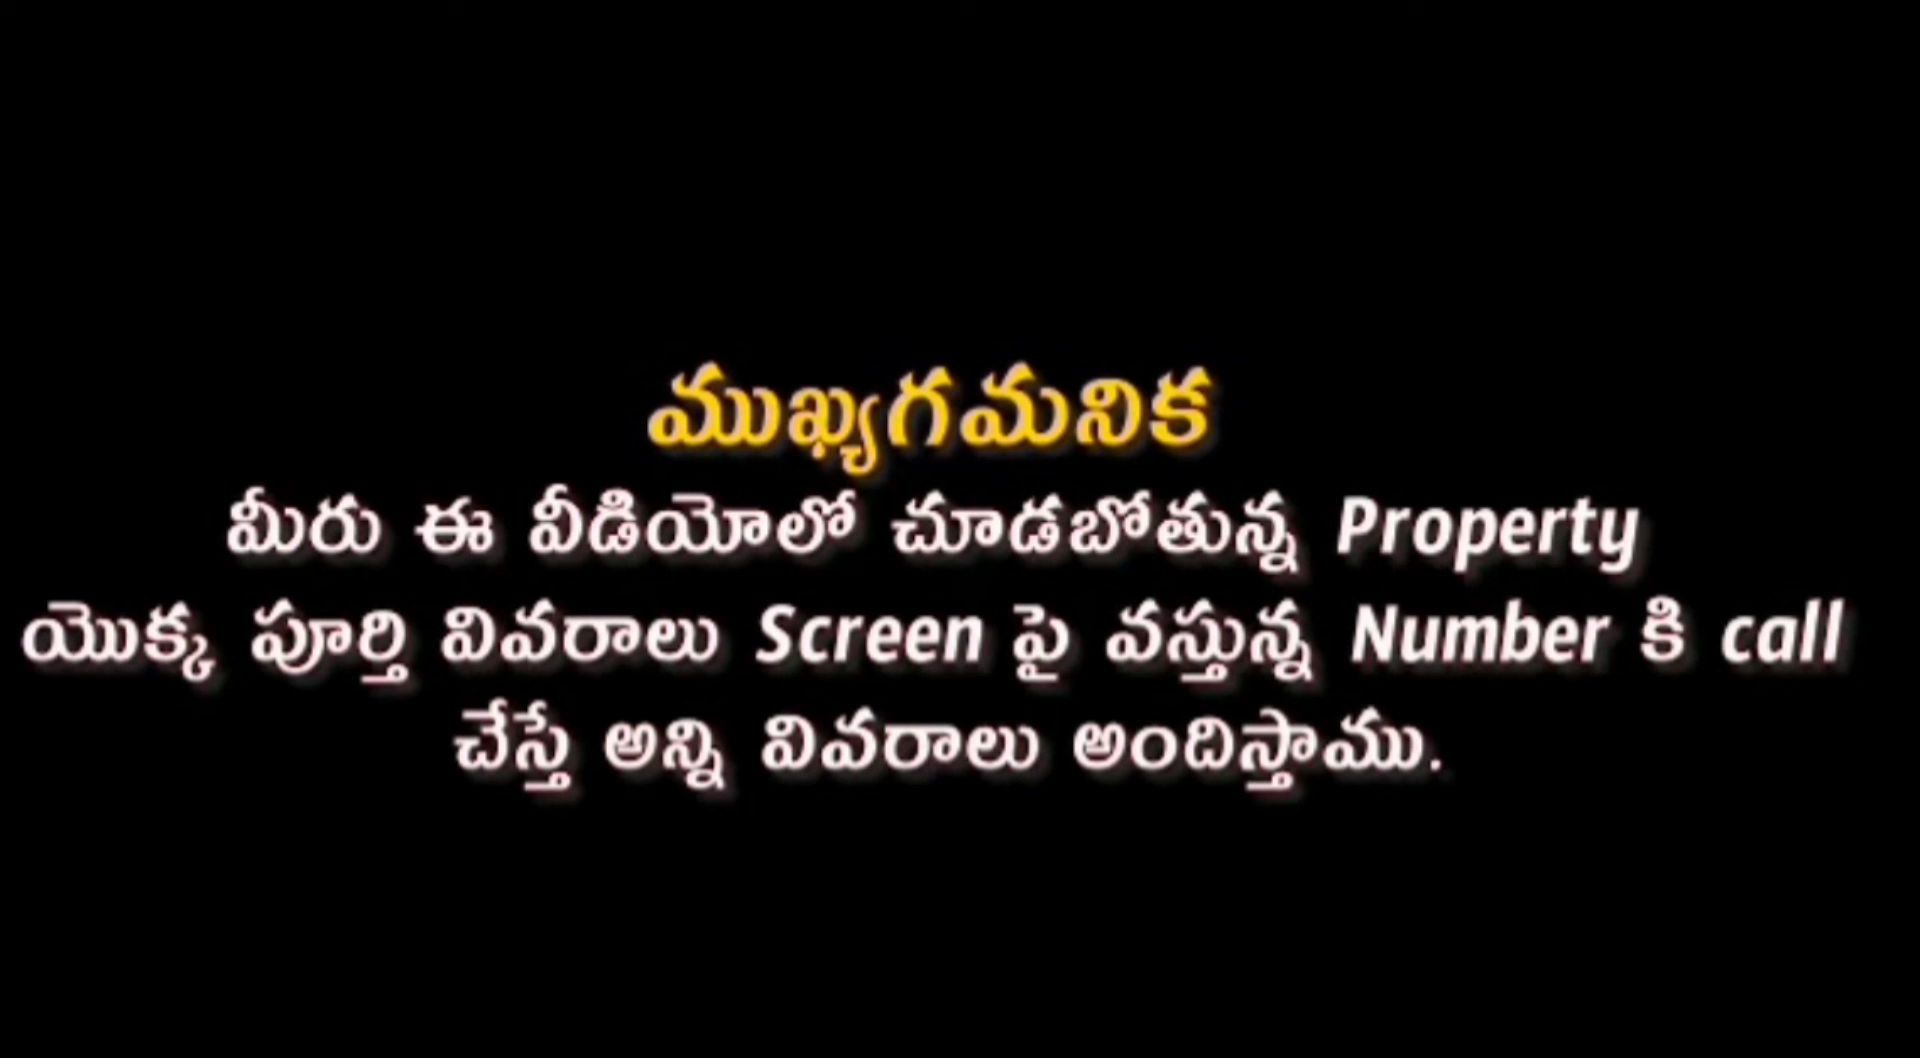 ముఖ్యగమనిక
మీరు ఈ వీడియోలో చూడబోతున్న Property
యొక్క పూర్తి వివరాలు Screen పై వస్తున్న Number కి call
చేస్తే అన్ని వివరాలు అందిస్తాము.